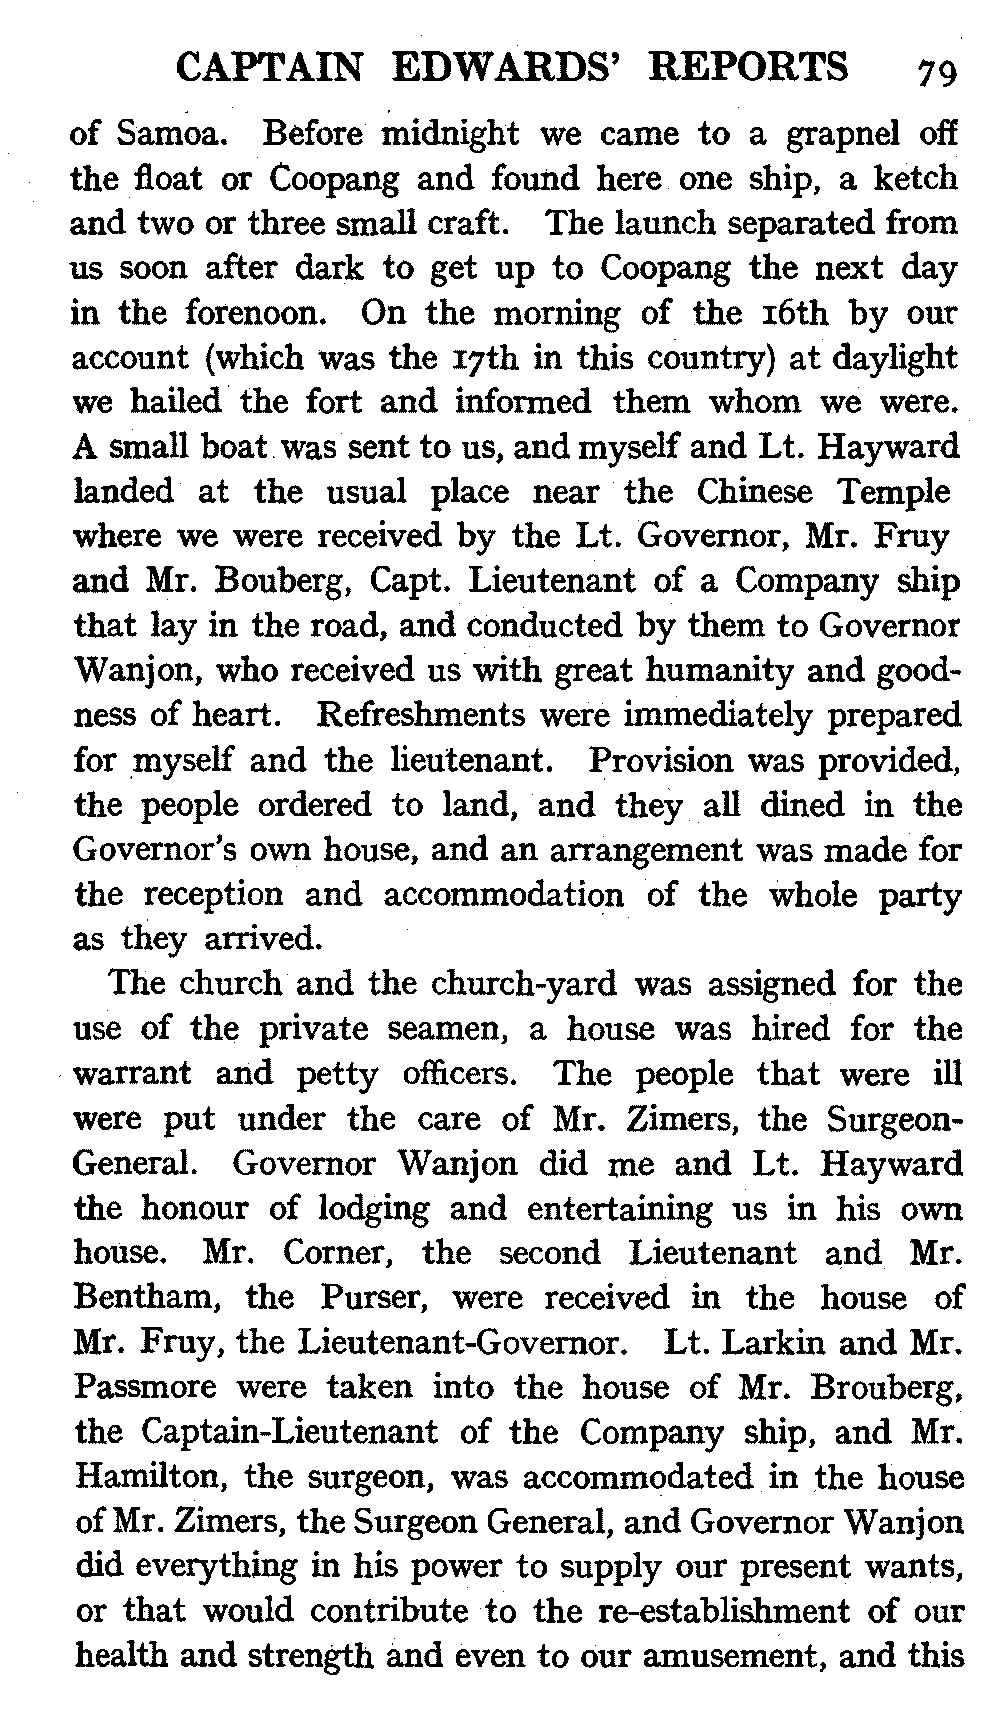 CAPTAIN EDWARDS' REPORTS 79
of Samoa. Before midnight we came to a grapnel off
the float or Coopang and found here one ship, a ketch
and two or three small craft. The launch separated from
us soon after dark to get up to Coopang the next day
in the forenoon. On the morning of the 16th by our
account (which was the 17th in this country) at daylight
we hailed the fort and informed them whom we were.
A small boat was sent to us, and myself and Lt. Hayward
landed at the usual place near the Chinese Temple
where we were received by the Lt. Governor, Mr. Fruy
and Mr. Bouberg, Capt. Lieutenant of a Company ship
that lay in the road, and conducted by them to Governor
Wanjon, who received us with great humanity and good-
ness of heart. Refreshments were immediately prepared
for myself and the lieutenant. Provision was provided,
the people ordered to land, and they all dined in the
Governor's own house, and an arrangement was made for
the reception and accommodation of the whole party
as they arrived.
The church and the church-yard was assigned for the
use of the private seamen, a house was hired for the
warrant and petty officers. The people that were ill
were put under the care of Mr. Zimers, the Surgeon-
General. Governor Wanjon did me and Lt. Hayward
the honour of lodging and entertaining us in his own
house. Mr. Corner, the second Lieutenant and Mr.
Bentham, the Purser, were received in the house of
Mr. Fruy, the Lieutenant-Governor. Lt. Larkin and Mr.
Passmore were taken into the house of Mr. Brouberg,
the Captain-Lieutenant of the Company ship, and Mr.
Hamilton, the surgeon, was accommodated in the house
of Mr. Zimers, the Surgeon General, and Governor Wanjon
did everything in his power to supply our present wants,
or that would contribute to the re-establishment of our
health and strength and even to our amusement, and this